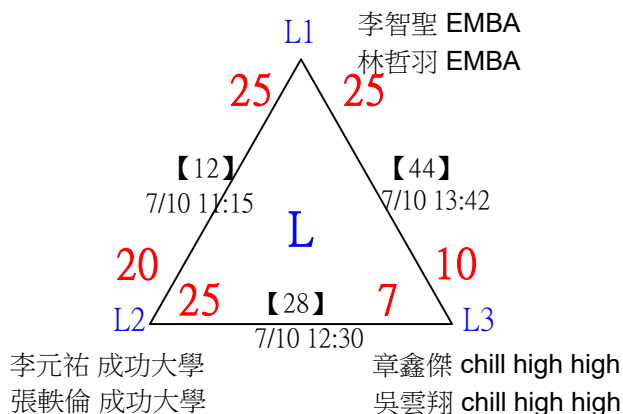 L1
李智聖 EMBA
林哲羽 EMBA
25
25
【12】
7/10 11:15
【44】
7/10 13:42
L
20
10
25
【28】
7
7/10 12:30
L2
L3
李元祐 成功大學
張軼倫 成功大學
章鑫傑 chill high high
吳雲翔 chill high high